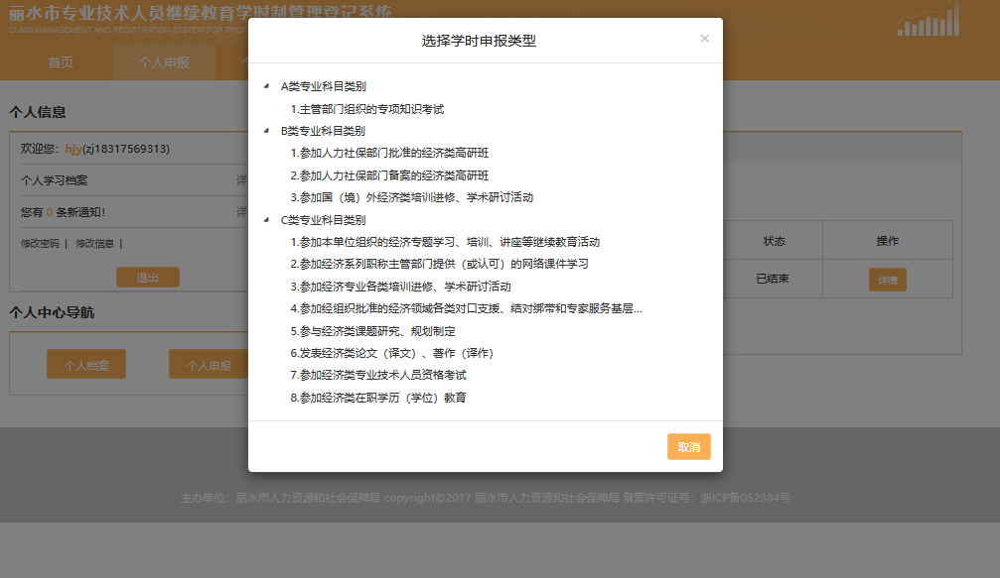 丽水市专业技术人员继续教育学时制管理登记系统
CLASS MANAGEMENT AND REGISTRATION SYSTEM FOR PROF
首页
个人申报
个人信息
欢迎您：hjy(zj18317569313)
个人学习档案
详
您有 0 条新通知！
详
修改密码 | 修改信息 |
退出
个人中心导航
个人档案
个人申报
选择学时申报类型
×
A类专业科目类别
1.主管部门组织的专项知识考试
B类专业科目类别
1.参加人力社保部门批准的经济类高研班
2.参加人力社保部门备案的经济类高研班
3.参加国（境）外经济类培训进修、学术研讨活动
C类专业科目类别
1.参加本单位组织的经济专题学习、培训、讲座等继续教育活动
2.参加经济系列职称主管部门提供（或认可）的网络课件学习
3.参加经济专业各类培训进修、学术研讨活动
4.参加经组织批准的经济领域各类对口支援、结对绑带和专家服务基层...
5.参与经济类课题研究、规划制定
6.发表经济类论文（译文）、著作（译作）
7.参加经济类专业技术人员资格考试
8.参加经济类在职学历（学位）教育
取消
状态
操作
已结束
详情
主办单位：丽水市人力资源和社会保障局 copyright©2017 丽水市人力资源和社会保障局 备案许可证号：浙ICP备052384号